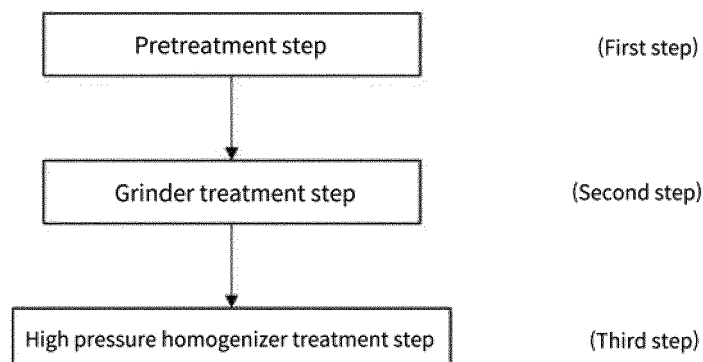 Pretreatment step (First step)
Grinder treatment step (Second step)
High pressure homogenizer treatment step (Third step)